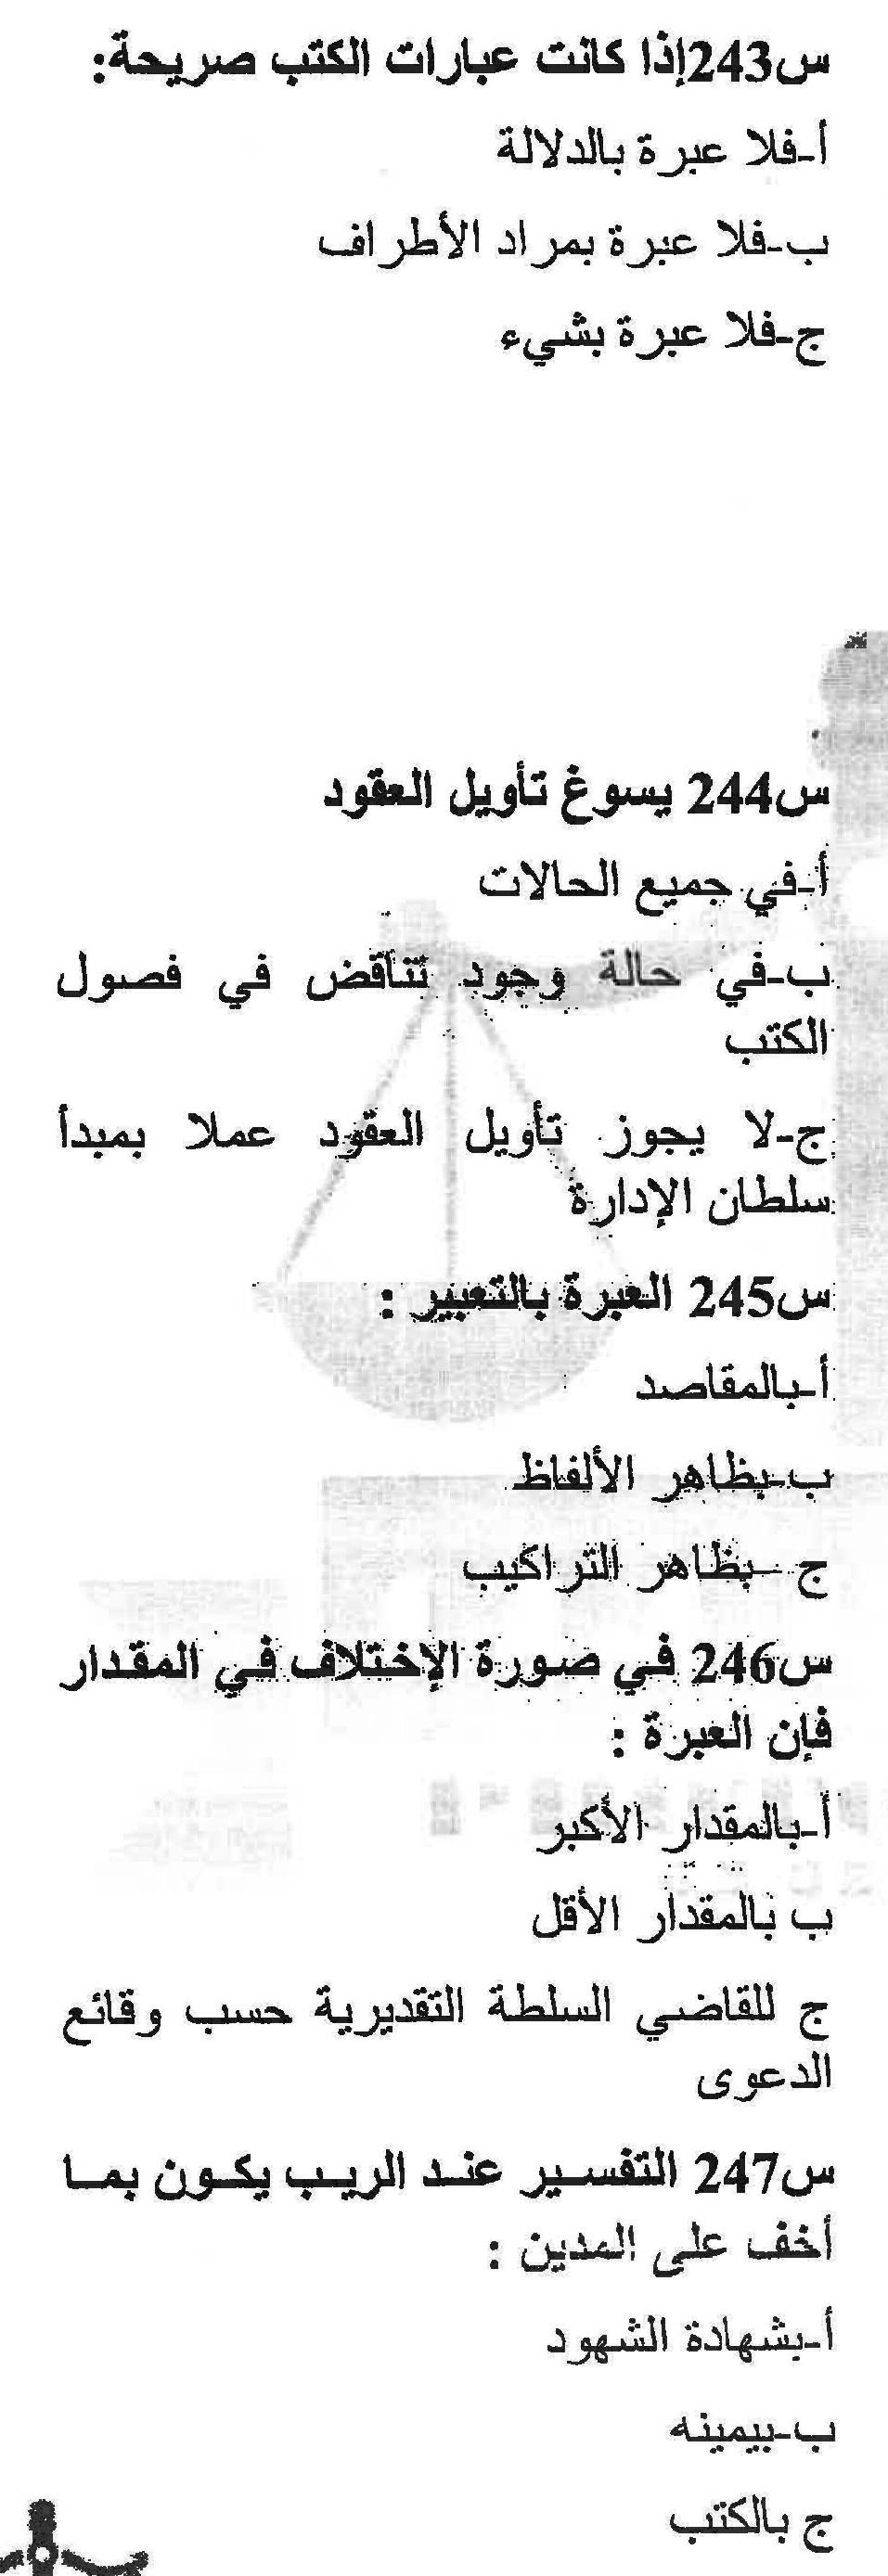 س243إذا كانت عبارات الكتب صريحة:
أ-فلا عبرة بالدلالة
ب-فلا عبرة بمراد الأطراف
ج-فلا عبرة بشيء
س244 يسوغ تأويل العقود
أ-في جميع الحالات
ب-في حالة وجود تناقض في فصول
الكتب
ج-لا يجوز تأويل العقود عملا بمبدأ
سلطان الإدارة
س245 العبرة بالتعبير :
أ-بالمقاصد
ب-بظاهر الألفاظ
ج –بظاهر التراكيب
س246 في صورة الإختلاف في المقدار
فإن العبرة :
أ-بالمقدار الأكبر
ب بالمقدار الأقل
ج للقاضي السلطة التقديرية حسب وقائع
الدعوى
س247 التفسير عند الريب يكون بما
أخف على المدين :
أ-بشهادة الشهود
ب-بيمينه
ج بالكتب